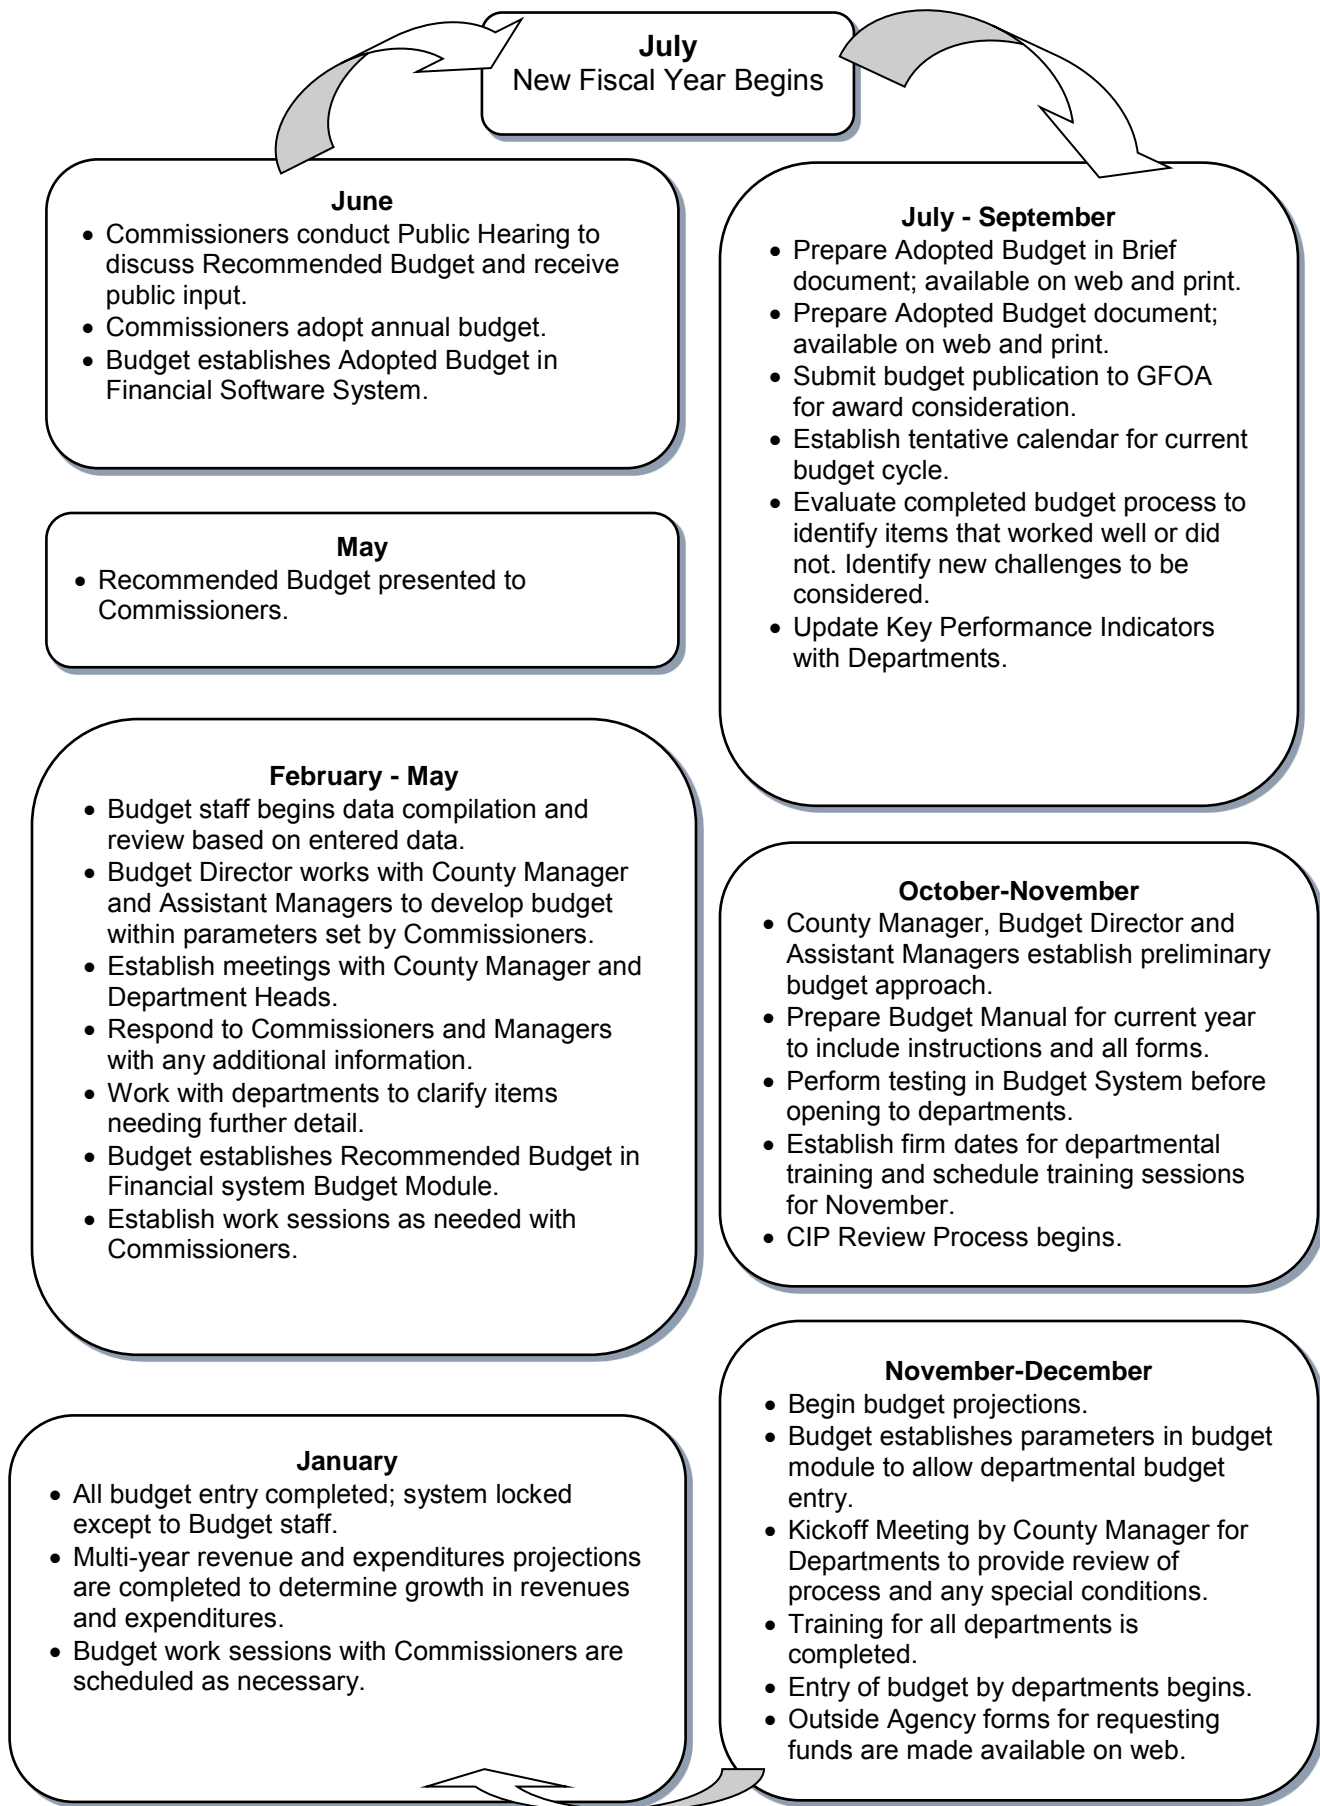 July
New Fiscal Year Begins
July - September
• Prepare Adopted Budget in Brief
document; available on web and print.
• Prepare Adopted Budget document;
available on web and print.
• Submit budget publication to GFOA
for award consideration.
• Establish tentative calendar for current
budget cycle.
• Evaluate completed budget process to
identify items that worked well or did
not. Identify new challenges to be
considered.
• Update Key Performance Indicators
with Departments.
October-November
• County Manager, Budget Director and
Assistant Managers establish preliminary
budget approach.
• Prepare Budget Manual for current year
to include instructions and all forms.
• Perform testing in Budget System before
opening to departments.
• Establish firm dates for departmental
training and schedule training sessions
for November.
• CIP Review Process begins.
November-December
• Begin budget projections.
• Budget establishes parameters in budget
module to allow departmental budget
entry.
• Kickoff Meeting by County Manager for
Departments to provide review of
process and any special conditions.
• Training for all departments is
completed.
• Entry of budget by departments begins.
• Outside Agency forms for requesting
funds are made available on web.
January
• All budget entry completed; system locked
except to Budget staff.
• Multi-year revenue and expenditures projections
are completed to determine growth in revenues
and expenditures.
• Budget work sessions with Commissioners are
scheduled as necessary.
February - May
• Budget staff begins data compilation and
review based on entered data.
• Budget Director works with County Manager
and Assistant Managers to develop budget
within parameters set by Commissioners.
• Establish meetings with County Manager and
Department Heads.
• Respond to Commissioners and Managers
with any additional information.
• Work with departments to clarify items
needing further detail.
• Budget establishes Recommended Budget in
Financial system Budget Module.
• Establish work sessions as needed with
Commissioners.
May
• Recommended Budget presented to
Commissioners.
June
• Commissioners conduct Public Hearing to
discuss Recommended Budget and receive
public input.
• Commissioners adopt annual budget.
• Budget establishes Adopted Budget in
Financial Software System.